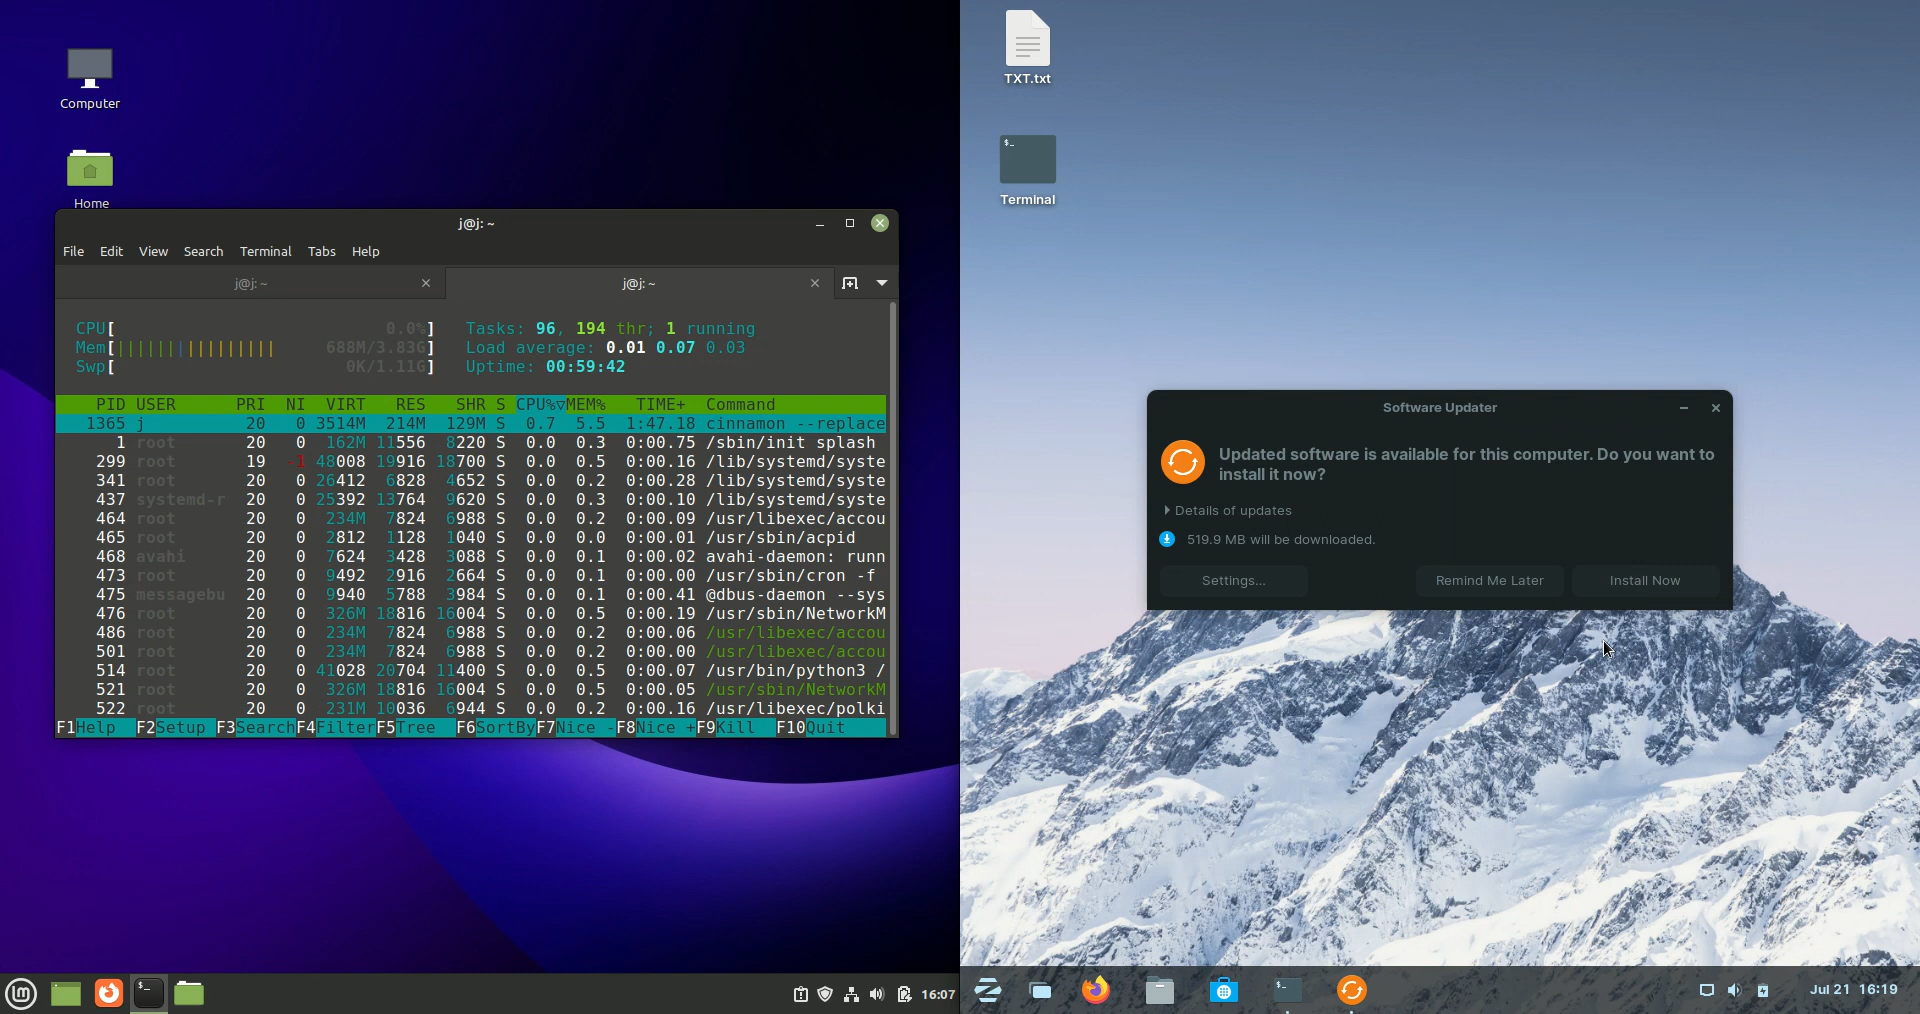 Computer
Home
j@j: ~
File Edit View Search Terminal Tabs Help
j@j: ~
j@j: ~
CPU[ 0.0%] Tasks: 96, 194 thr; 1 running
Mem[|||||||||||||||| 688M/3.83G] Load average: 0.01 0.07 0.03
Swp[ 0K/1.11G] Uptime: 00:59:42
PID USER PRI NI VIRT RES SHR S CPU%▽MEM% TIME+ Command
1365 j 20 0 3514M 214M 129M S 0.7 5.5 1:47.18 cinnamon --replace
1 root 20 0 162M 11556 8220 S 0.0 0.3 0:00.75 /sbin/init splash
299 root 19 -1 48008 19916 18700 S 0.0 0.5 0:00.16 /lib/systemd/syste
341 root 20 0 26412 6828 4652 S 0.0 0.2 0:00.28 /lib/systemd/syste
437 systemd-r 20 0 25392 13764 9620 S 0.0 0.3 0:00.10 /lib/systemd/syste
464 root 20 0 234M 7824 6988 S 0.0 0.2 0:00.09 /usr/libexec/accou
465 root 20 0 2812 1128 1040 S 0.0 0.0 0:00.01 /usr/sbin/acpid
468 avahi 20 0 7624 3428 3088 S 0.0 0.1 0:00.02 avahi-daemon: runn
473 root 20 0 9492 2916 2664 S 0.0 0.1 0:00.00 /usr/sbin/cron -f
475 messagebu 20 0 9940 5788 3984 S 0.0 0.1 0:00.41 @dbus-daemon --sys
476 root 20 0 326M 18816 16004 S 0.0 0.5 0:00.19 /usr/sbin/NetworkM
486 root 20 0 234M 7824 6988 S 0.0 0.2 0:00.06 /usr/libexec/accou
501 root 20 0 234M 7824 6988 S 0.0 0.2 0:00.00 /usr/libexec/accou
514 root 20 0 41028 20704 11400 S 0.0 0.5 0:00.07 /usr/bin/python3 /
521 root 20 0 326M 18816 16004 S 0.0 0.5 0:00.05 /usr/sbin/NetworkM
522 root 20 0 231M 10036 6944 S 0.0 0.2 0:00.16 /usr/libexec/polki
F1Help F2Setup F3SearchF4FilterF5Tree F6SortByF7Nice -F8Nice +F9Kill F10Quit
$_
16:07
TXT.txt
$_
Terminal
Software Updater
Updated software is available for this computer. Do you want to
install it now?
Details of updates
519.9 MB will be downloaded.
Settings... Remind Me Later Install Now
$_
Jul 21 16:19